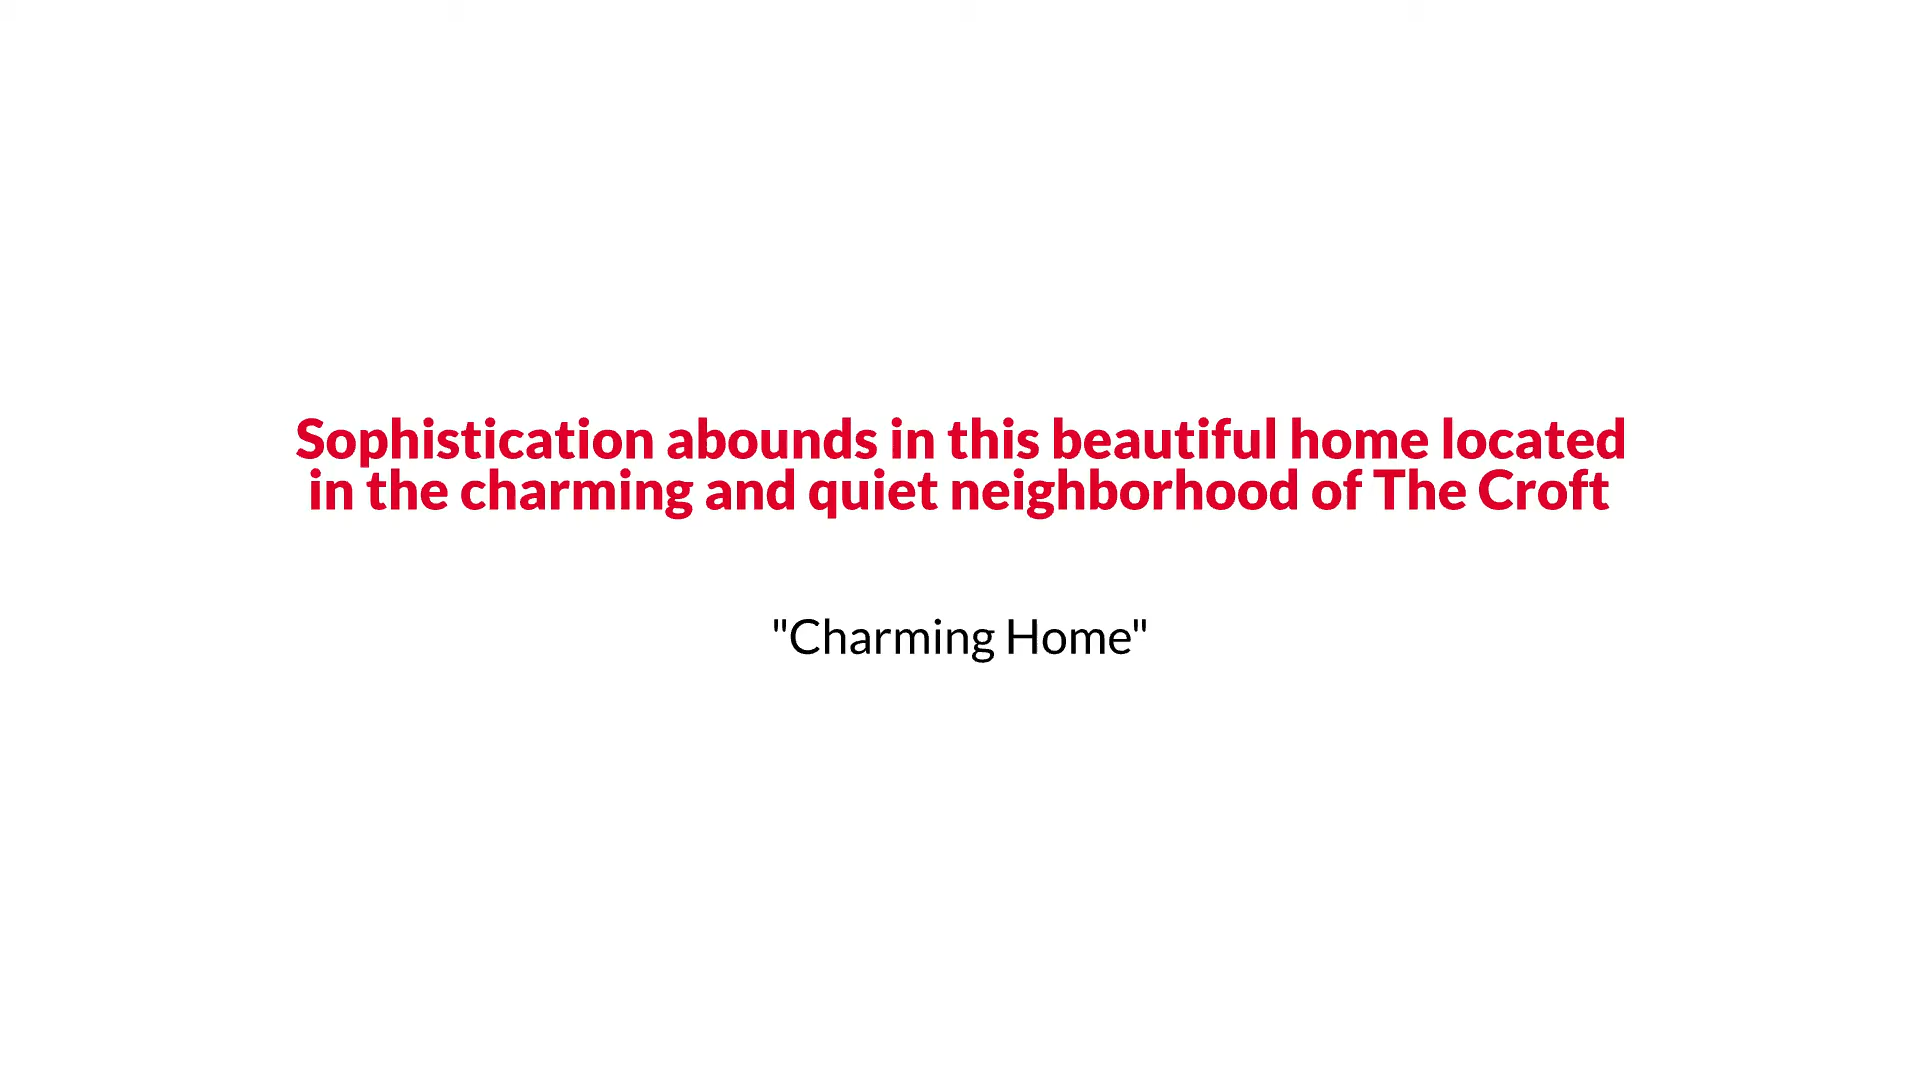 Sophistication abounds in this beautiful home located
in the charming and quiet neighborhood of The Croft
"Charming Home"